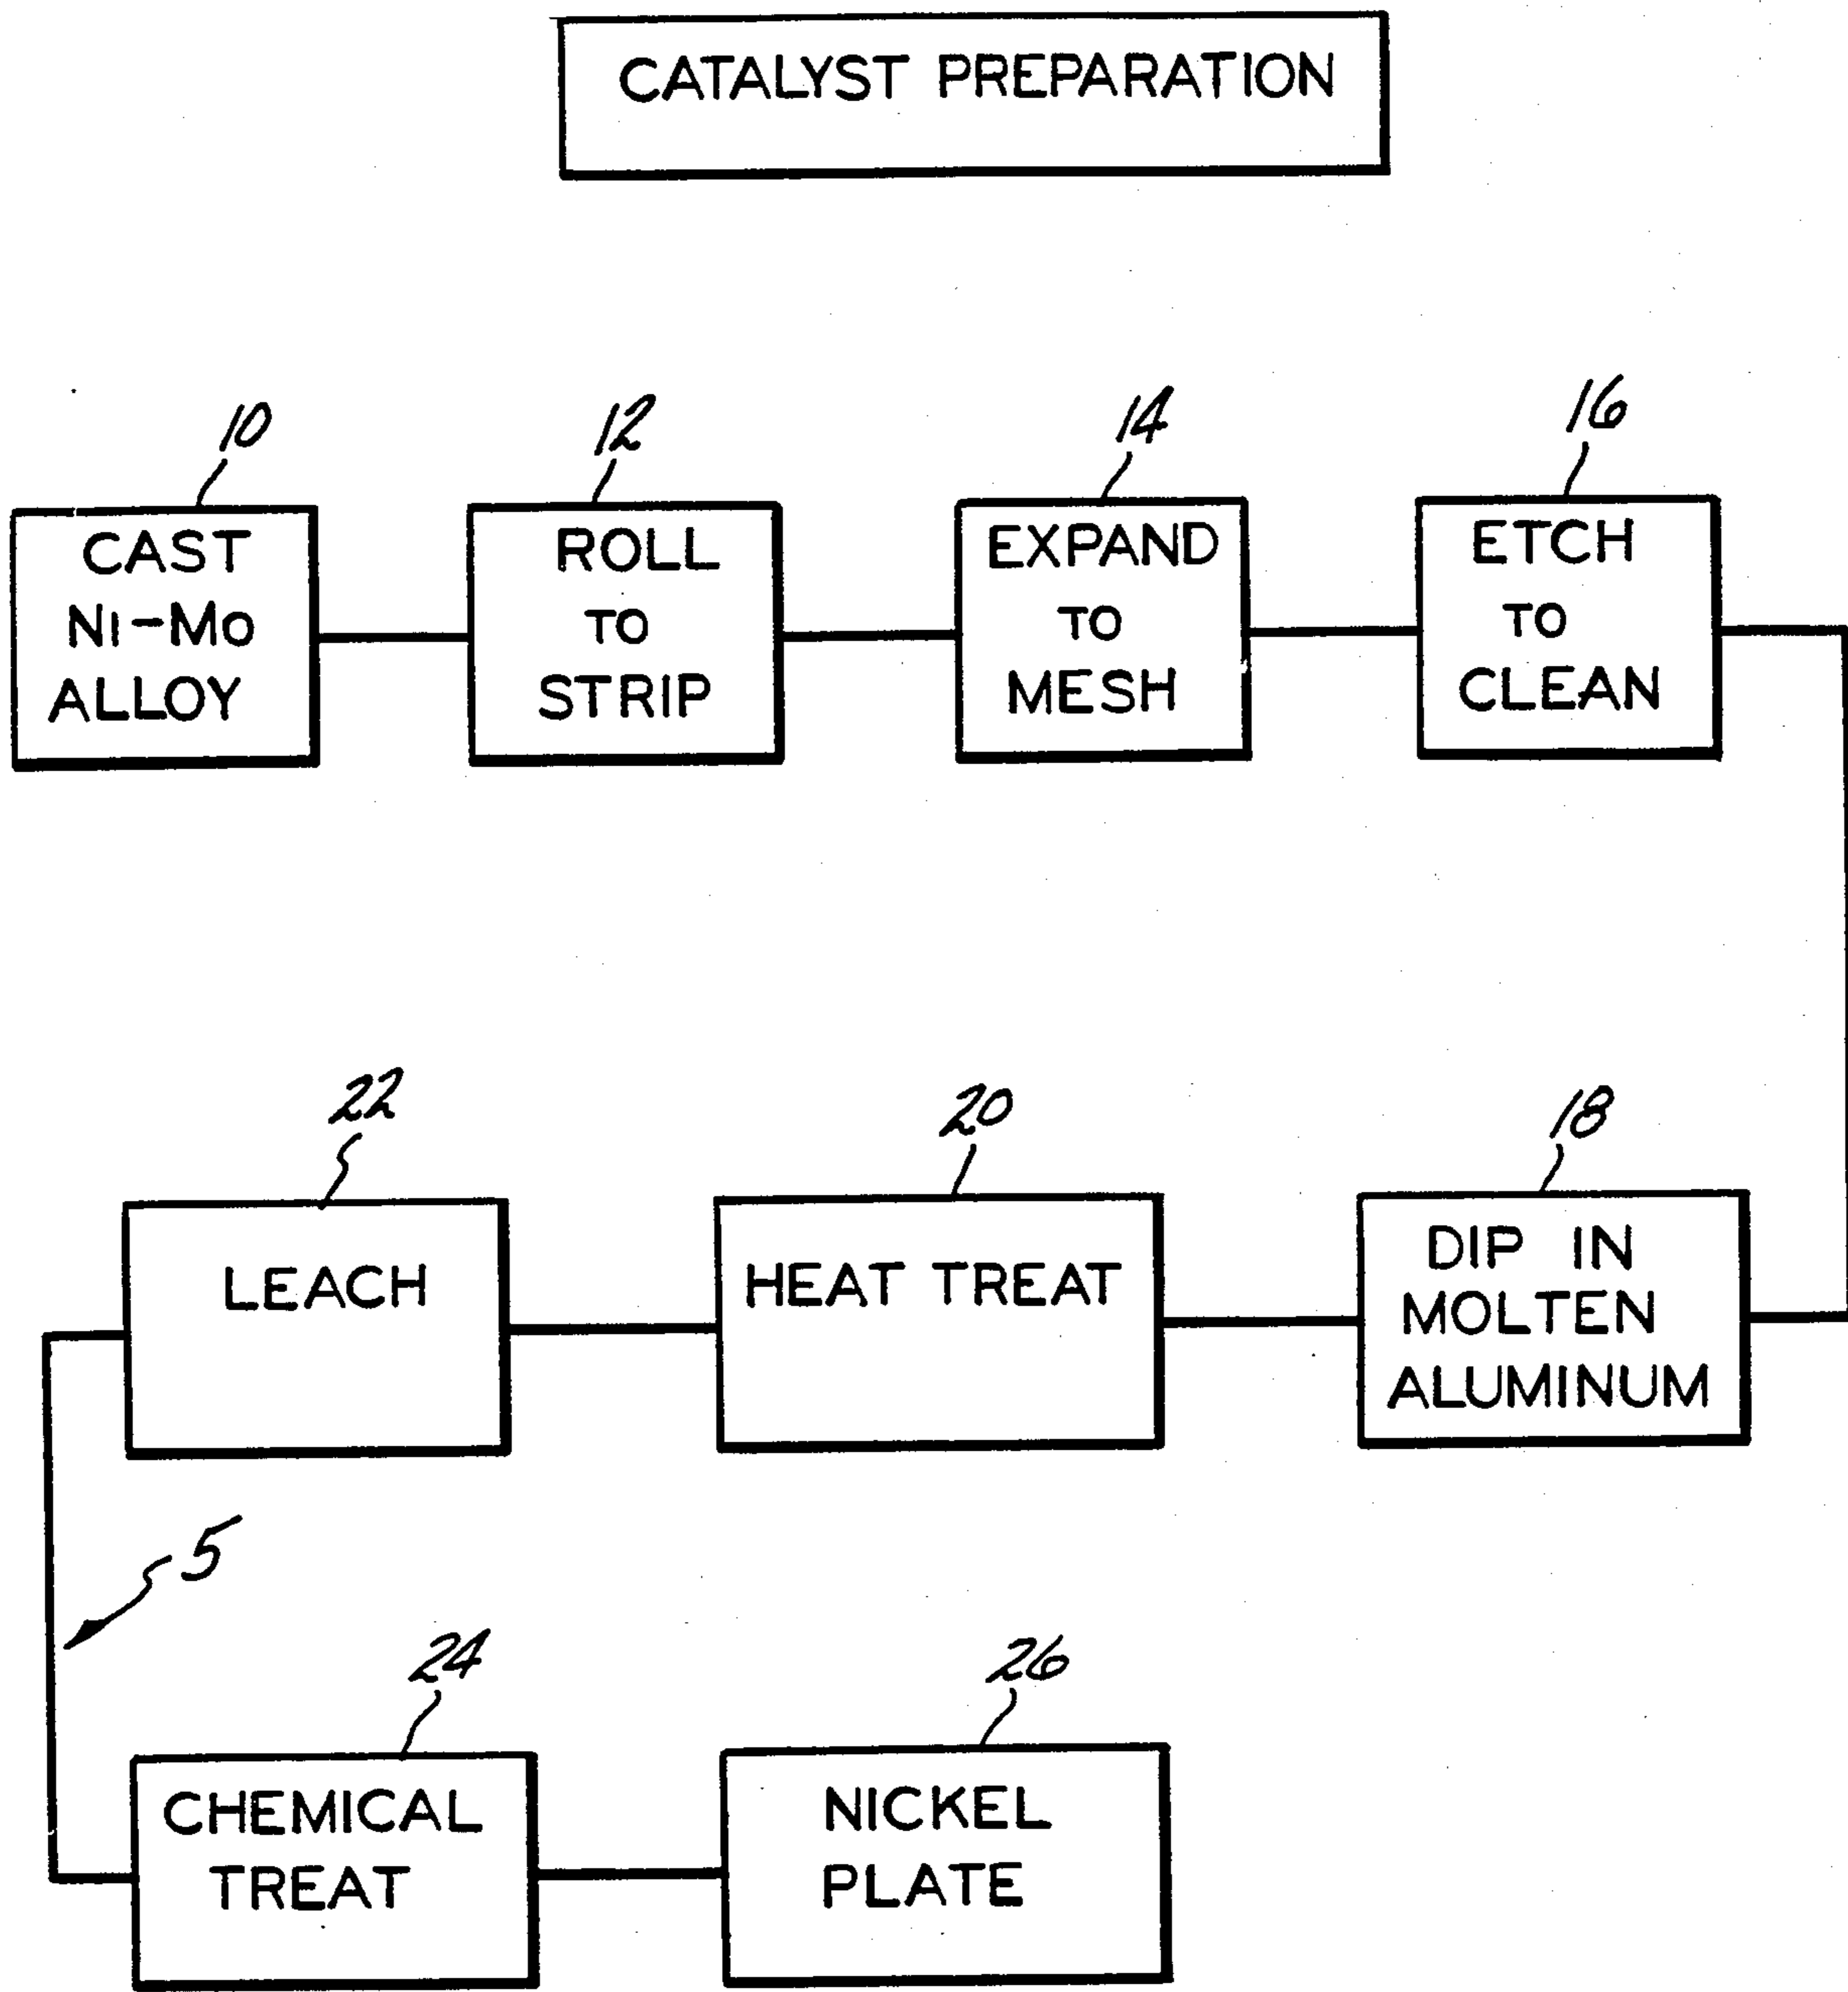 CATALYST PREPARATION
10
12
14
16
CAST
Ni-Mo
ALLOY
ROLL
TO
STRIP
EXPAND
TO
MESH
ETCH
TO
CLEAN
22
20
18
LEACH
HEAT TREAT
DIP IN
MOLTEN
ALUMINUM
5
24
26
CHEMICAL
TREAT
NICKEL
PLATE